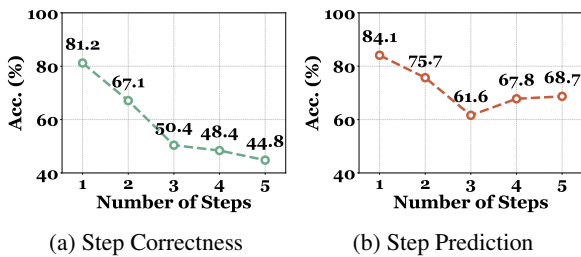 100
80
60
40
Acc. (%)
81.2
67.1
50.4
48.4
44.8
1 2 3 4 5
Number of Steps
(a) Step Correctness
100
80
60
40
Acc. (%)
84.1
75.7
61.6
67.8
68.7
1 2 3 4 5
Number of Steps
(b) Step Prediction